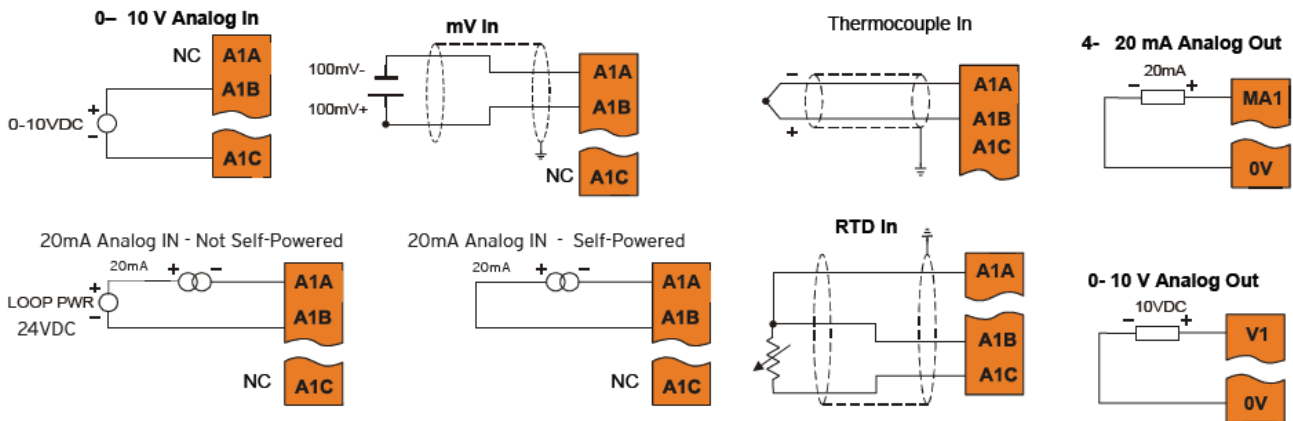 0– 10 V Analog In
NC A1A
A1B
0-10VDC
+
–
A1C
mV In
100mV-
100mV+
A1A
A1B
NC A1C
Thermocouple In
–
+
A1A
A1B
A1C
4- 20 mA Analog Out
20mA
– +
MA1
0V
20mA Analog IN - Not Self-Powered
20mA + –
A1A
+
LOOP PWR
–
24VDC
A1B
NC A1C
20mA Analog IN - Self-Powered
20mA + –
A1A
A1B
NC A1C
RTD In
A1A
A1B
A1C
0- 10 V Analog Out
10VDC
– +
V1
0V